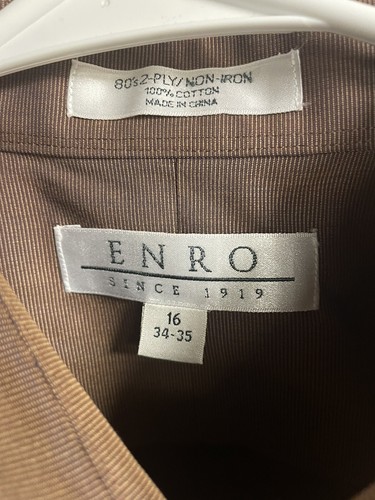 80's 2-PLY/NON-IRON
100% COTTON
MADE IN CHINA
ENRO
SINCE 1919
16
34-35